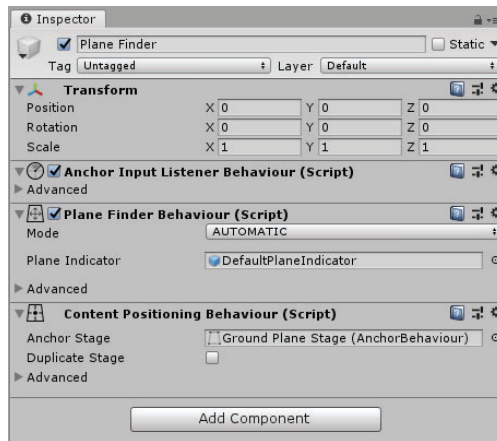 Inspector
Plane Finder Static
Tag Untagged Layer Default
Transform
Position X 0 Y 0 Z 0
Rotation X 0 Y 0 Z 0
Scale X 1 Y 1 Z 1
Anchor Input Listener Behaviour (Script)
Advanced
Plane Finder Behaviour (Script)
Mode AUTOMATIC
Plane Indicator DefaultPlaneIndicator
Advanced
Content Positioning Behaviour (Script)
Anchor Stage Ground Plane Stage (AnchorBehaviour)
Duplicate Stage
Advanced
Add Component